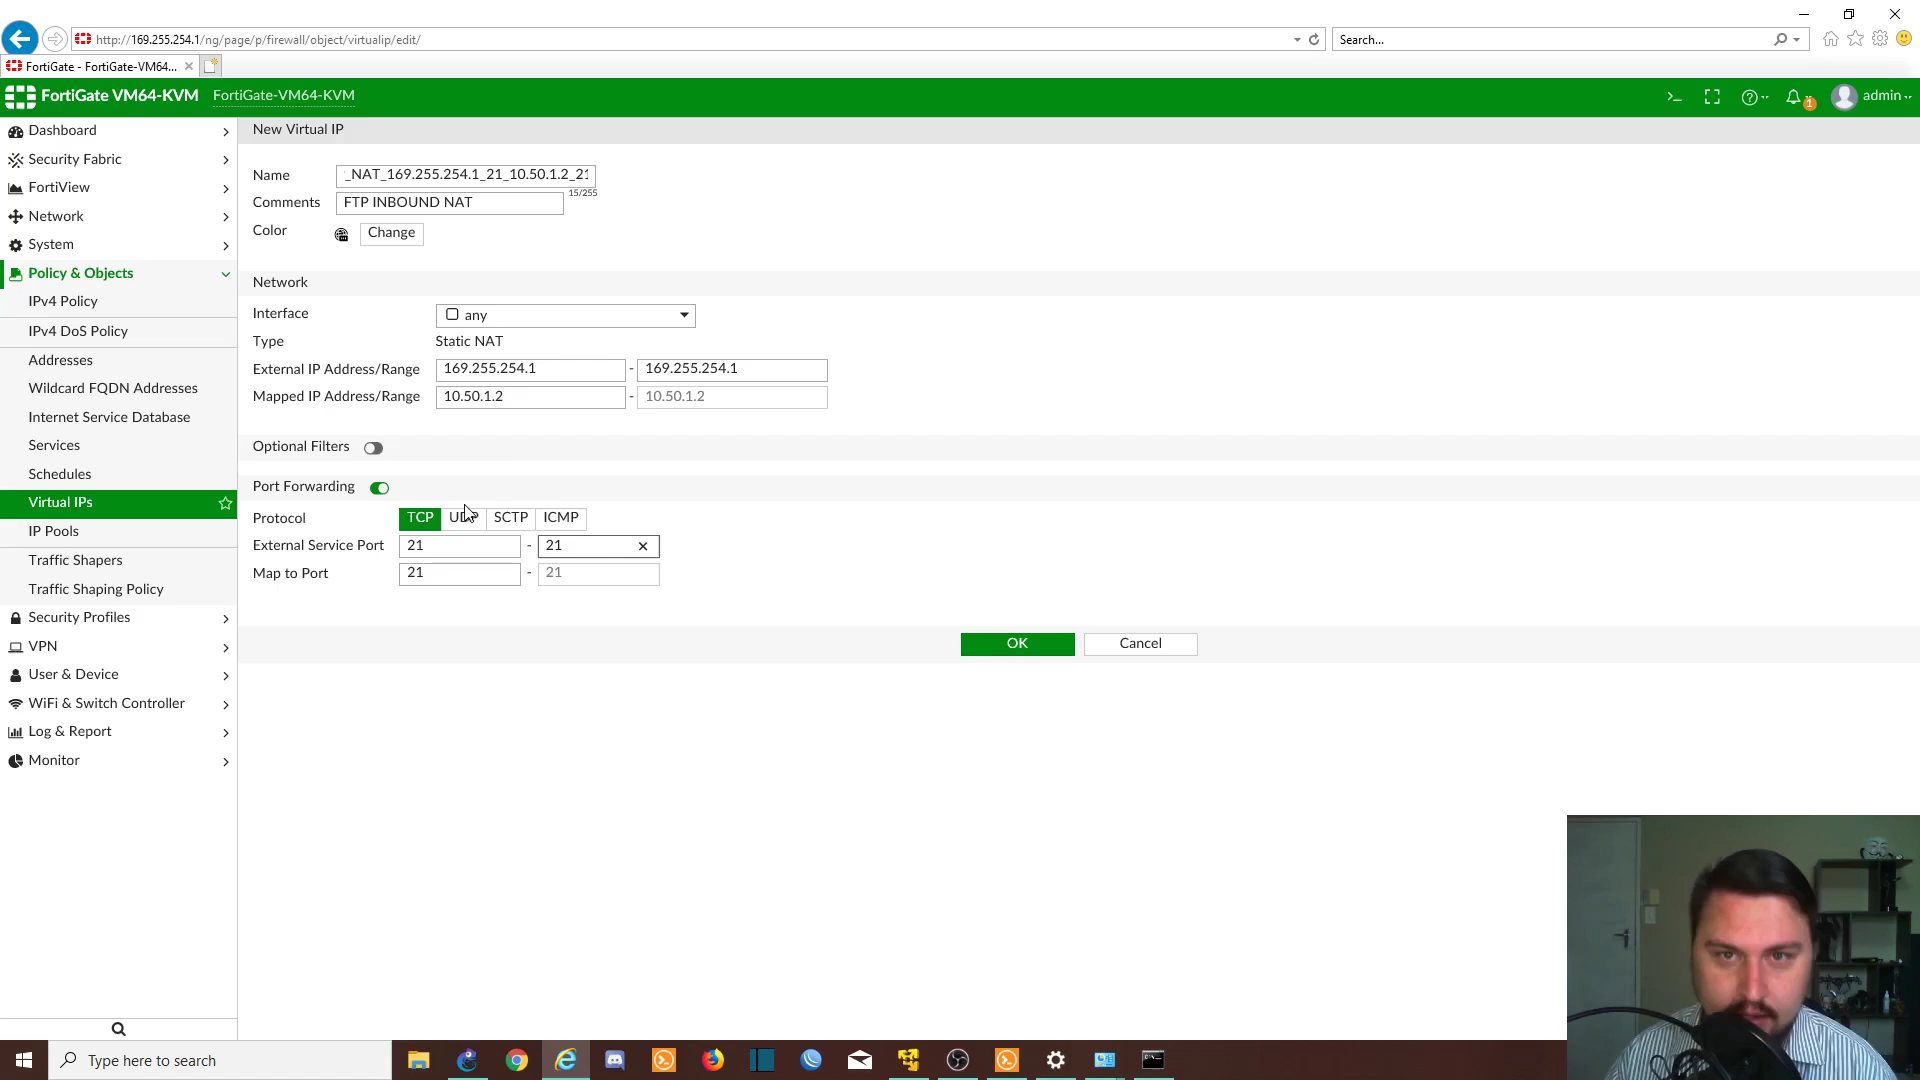 http://169.255.254.1/ng/page/p/firewall/object/virtualip/edit/
Search...
FortiGate - FortiGate-VM64...
FortiGate VM64-KVM
FortiGate-VM64-KVM
1
admin
Dashboard
Security Fabric
FortiView
Network
System
Policy & Objects
IPv4 Policy
IPv4 DoS Policy
Addresses
Wildcard FQDN Addresses
Internet Service Database
Services
Schedules
Virtual IPs
IP Pools
Traffic Shapers
Traffic Shaping Policy
Security Profiles
VPN
User & Device
WiFi & Switch Controller
Log & Report
Monitor
New Virtual IP
Name _NAT_169.255.254.1_21_10.50.1.2_21
Comments FTP INBOUND NAT 15/255
Color Change
Network
Interface any
Type Static NAT
External IP Address/Range 169.255.254.1 - 169.255.254.1
Mapped IP Address/Range 10.50.1.2 - 10.50.1.2
Optional Filters
Port Forwarding
Protocol TCP UDP SCTP ICMP
External Service Port 21 - 21
Map to Port 21 - 21
OK Cancel
Type here to search